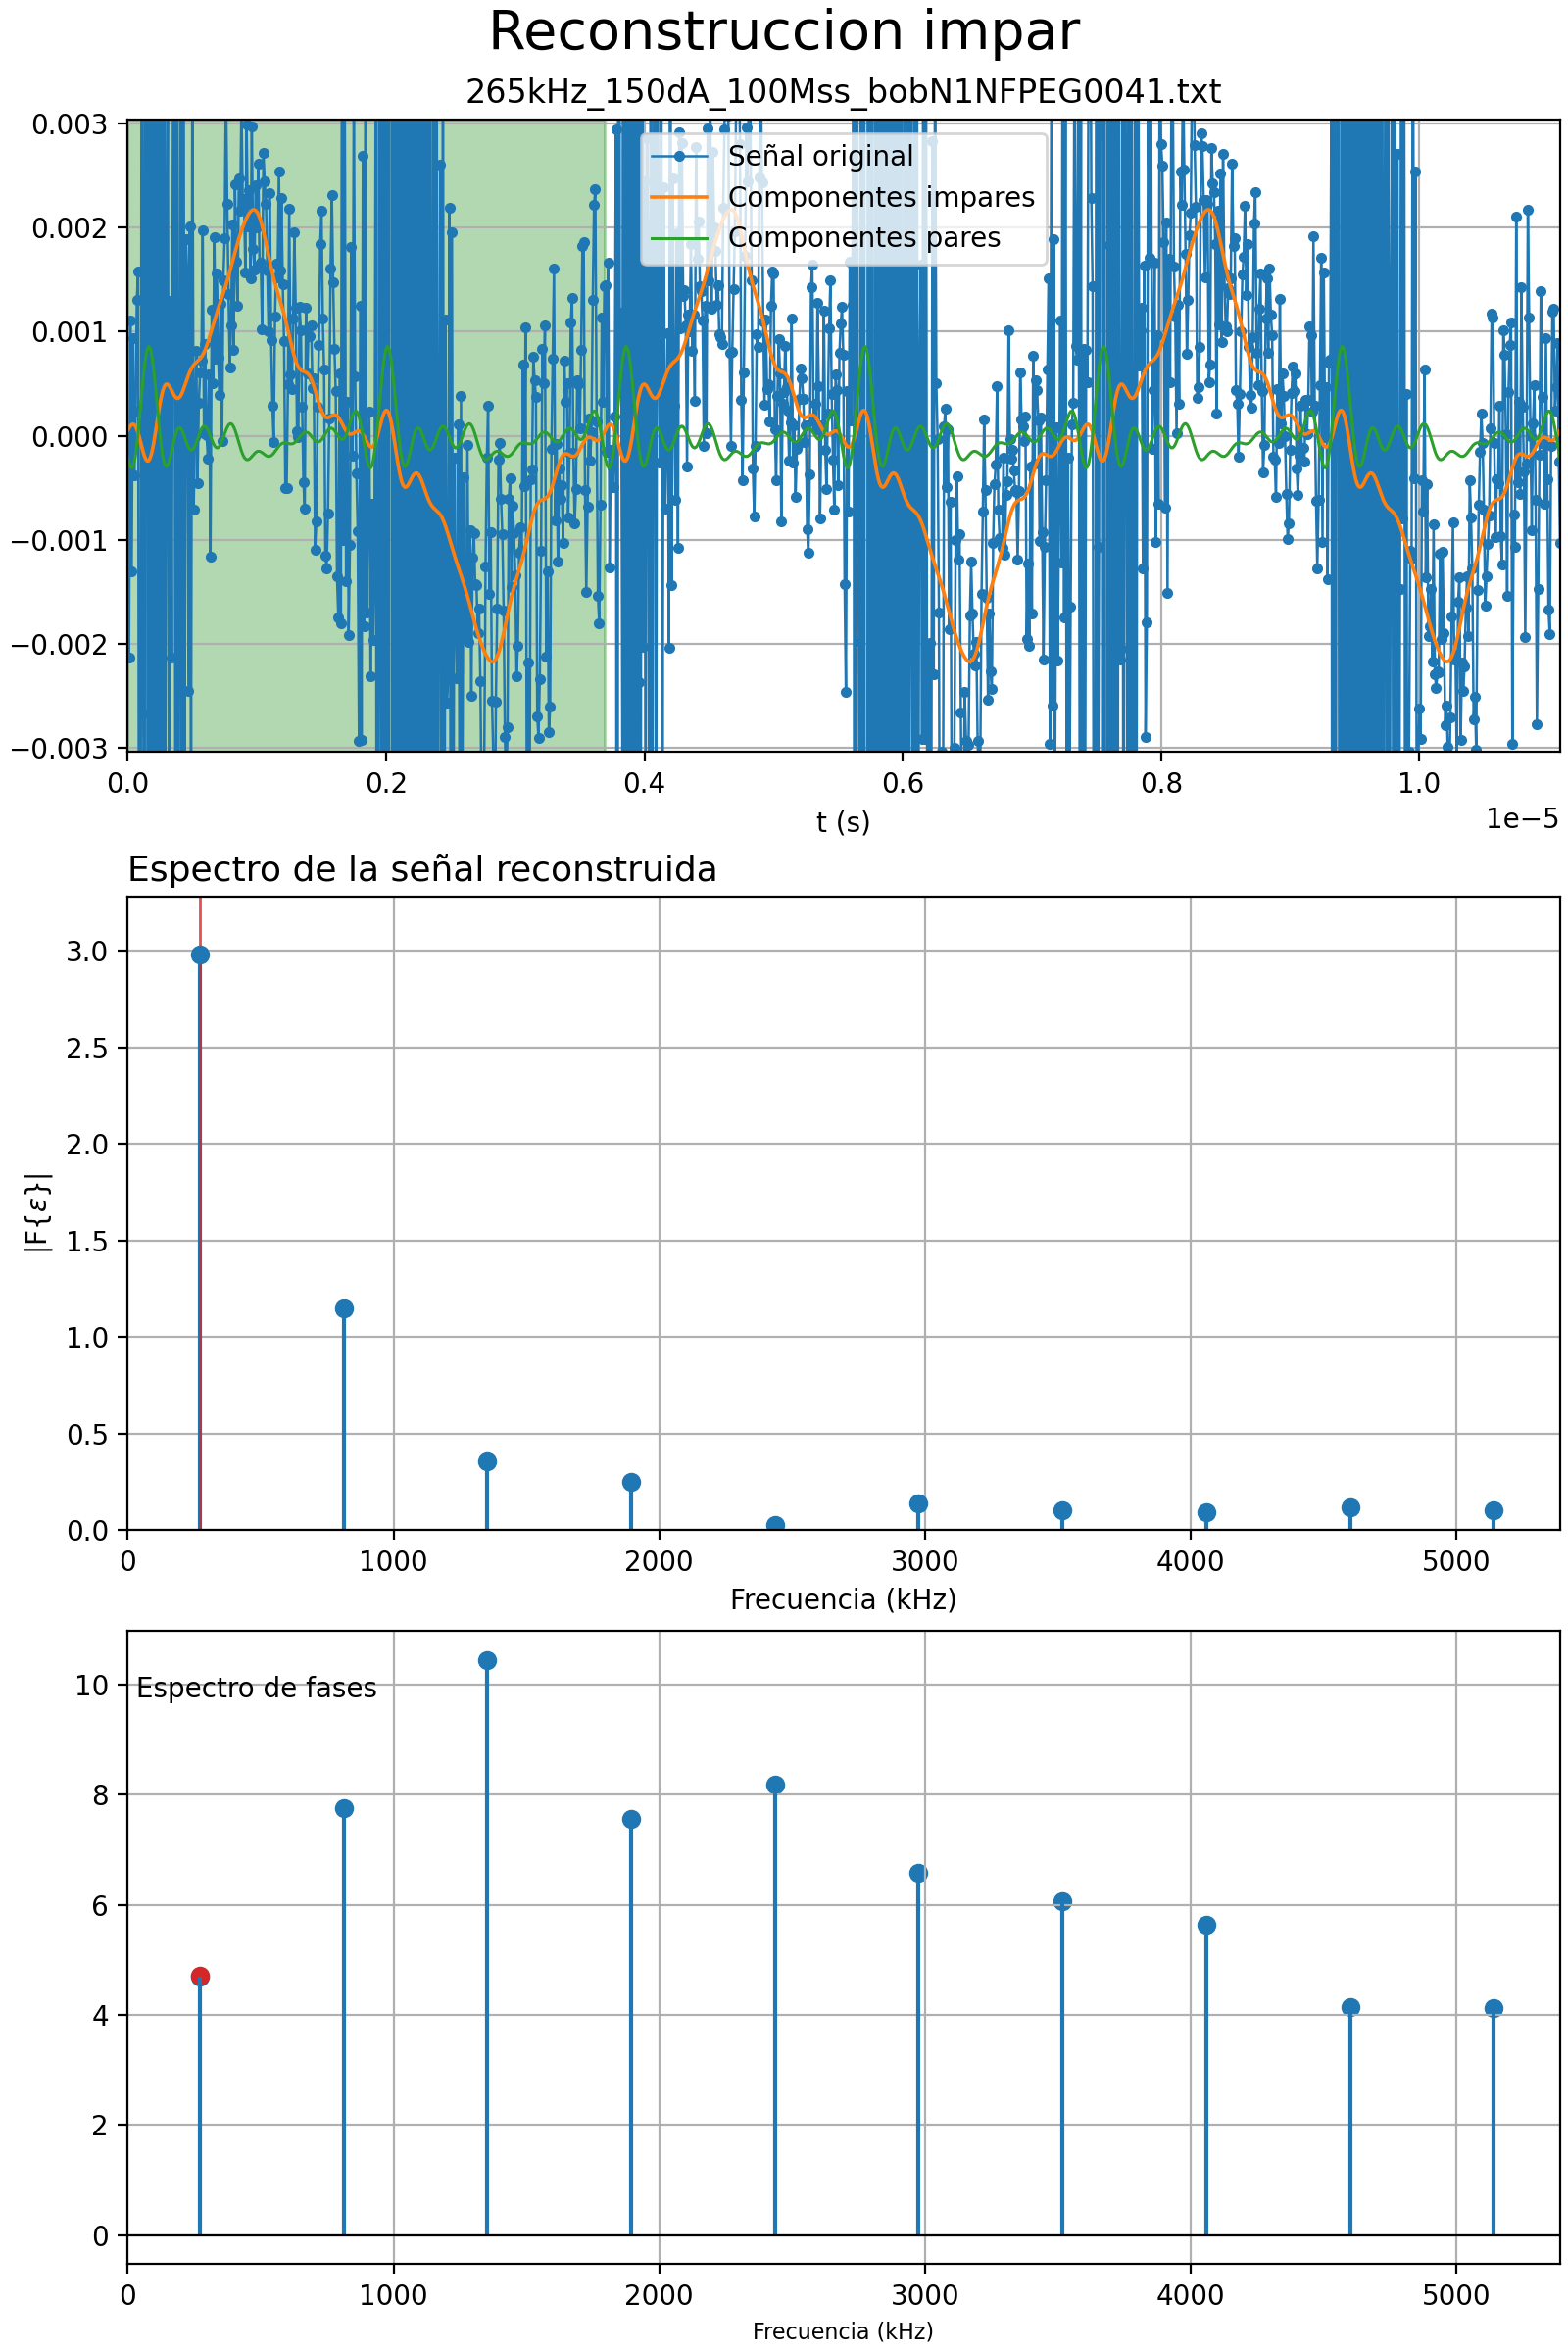 Reconstruccion impar
265kHz_150dA_100Mss_bobN1NFPEG0041.txt
0.003
0.002
0.001
0.000
−0.001
−0.002
−0.003
Señal original
Componentes impares
Componentes pares
0.0 0.2 0.4 0.6 0.8 1.0
1e−5
t (s)
Espectro de la señal reconstruida
3.0
2.5
2.0
1.5
1.0
0.5
0.0
|F{ε}|
0 1000 2000 3000 4000 5000
Frecuencia (kHz)
Espectro de fases
10
8
6
4
2
0
0 1000 2000 3000 4000 5000
Frecuencia (kHz)